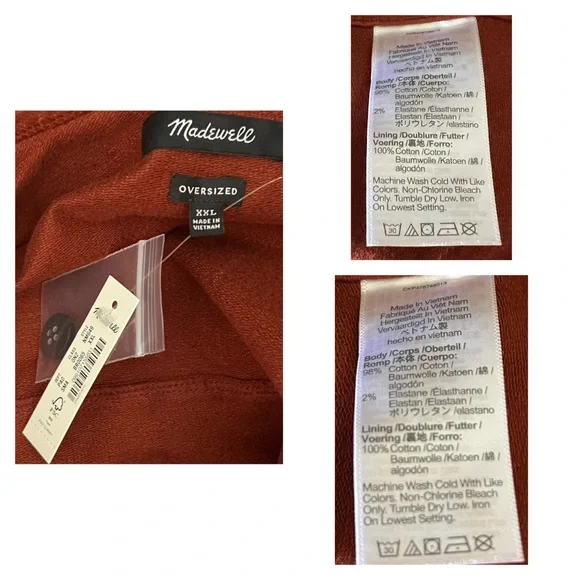 Madewell
OVERSIZED
XXL
MADE IN
VIETNAM
Madewell
XXL
Made In Vietnam
Fabriqué Au Viet Nam
Hergestellt In Vietnam
Vervaardigd In Vietnam
ベトナム製
hecho en vietnam
Body /Corps /Oberteil /
Romp /本体 /Cuerpo:
98% Cotton /Coton /
Baumwolle /Katoen /綿 /
algodón
2% Elastane /Élasthanne /
Elastan /Elastaan /
ポリウレタン /elastano
Lining /Doublure /Futter /
Voering /裏地 /Forro:
100% Cotton /Coton /
Baumwolle /Katoen /綿 /
algodón
Machine Wash Cold With Like
Colors. Non-Chlorine Bleach
Only. Tumble Dry Low. Iron
On Lowest Setting.
30
Made In Vietnam
Fabriqué Au Viet Nam
Hergestellt In Vietnam
Vervaardigd In Vietnam
ベトナム製
hecho en vietnam
Body /Corps /Oberteil /
Romp /本体 /Cuerpo:
98% Cotton /Coton /
Baumwolle /Katoen /綿 /
algodón
2% Elastane /Élasthanne /
Elastan /Elastaan /
ポリウレタン /elastano
Lining /Doublure /Futter /
Voering /裏地 /Forro:
100% Cotton /Coton /
Baumwolle /Katoen /綿 /
algodón
Machine Wash Cold With Like
Colors. Non-Chlorine Bleach
Only. Tumble Dry Low. Iron
On Lowest Setting.
30